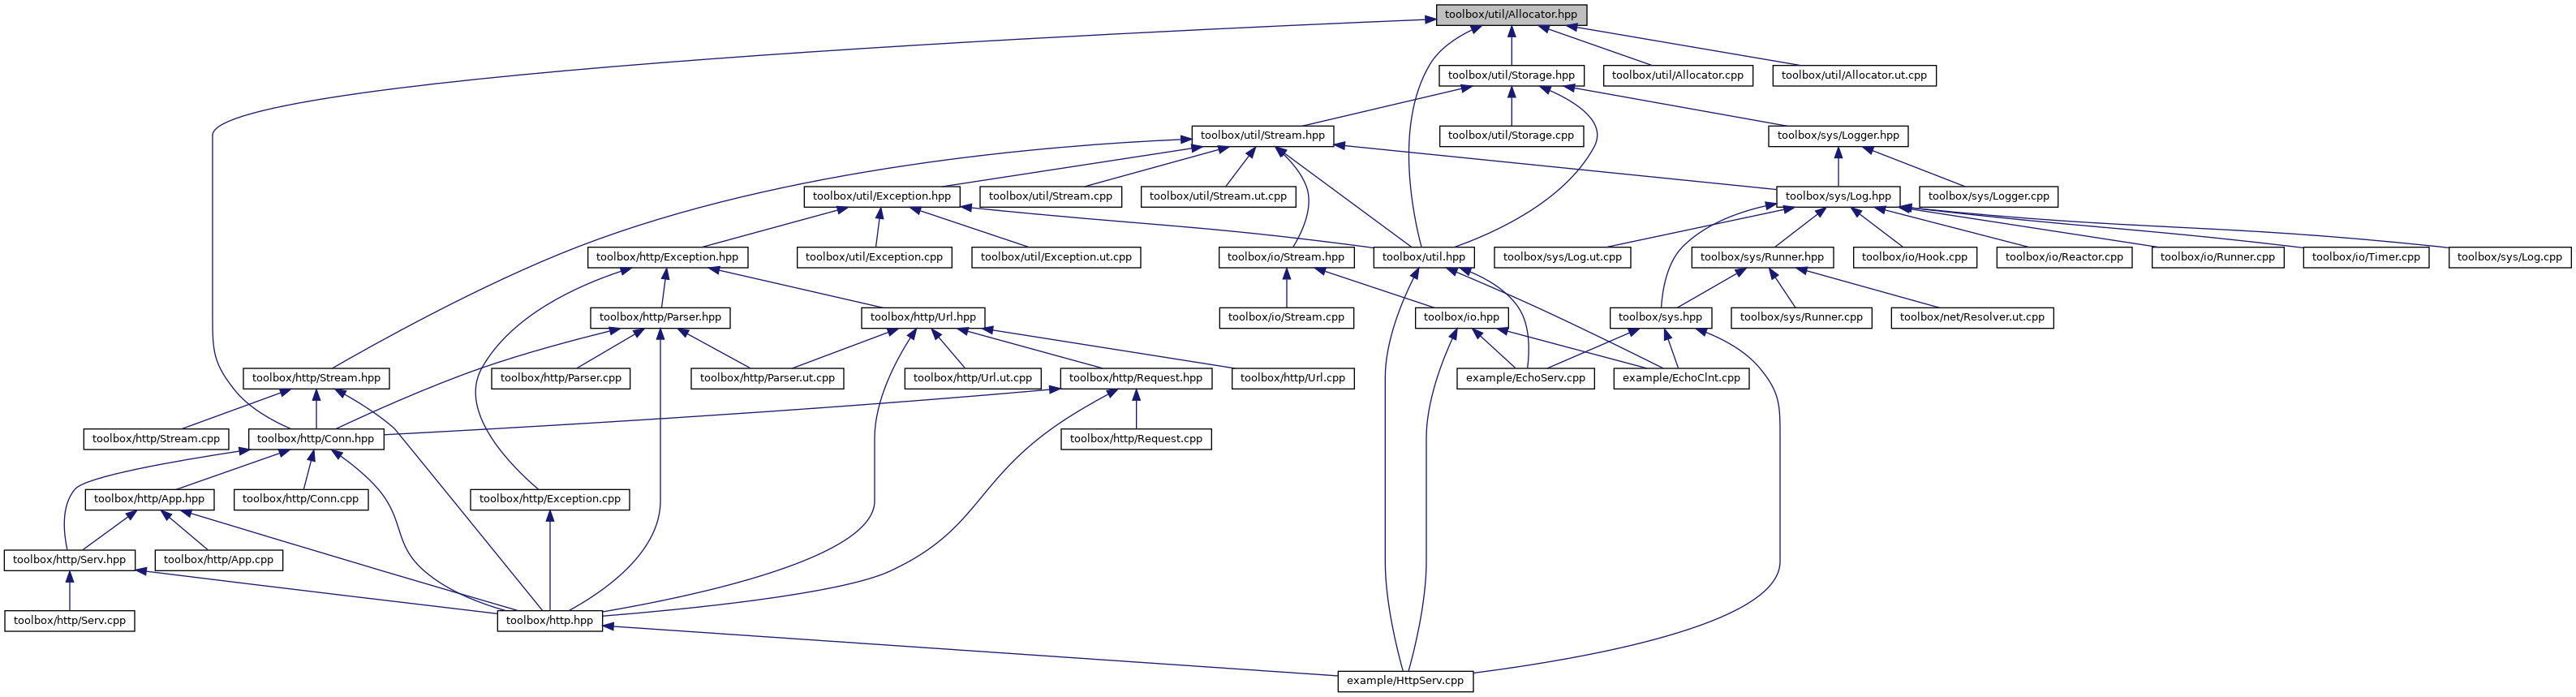 toolbox/util/Allocator.hpp
toolbox/util/Storage.hpp
toolbox/util/Allocator.cpp
toolbox/util/Allocator.ut.cpp
toolbox/util/Stream.hpp
toolbox/util/Storage.cpp
toolbox/sys/Logger.hpp
toolbox/util/Exception.hpp
toolbox/util/Stream.cpp
toolbox/util/Stream.ut.cpp
toolbox/sys/Log.hpp
toolbox/sys/Logger.cpp
toolbox/http/Exception.hpp
toolbox/util/Exception.cpp
toolbox/util/Exception.ut.cpp
toolbox/io/Stream.hpp
toolbox/util.hpp
toolbox/sys/Log.ut.cpp
toolbox/sys/Runner.hpp
toolbox/io/Hook.cpp
toolbox/io/Reactor.cpp
toolbox/io/Runner.cpp
toolbox/io/Timer.cpp
toolbox/sys/Log.cpp
toolbox/http/Parser.hpp
toolbox/http/Url.hpp
toolbox/io/Stream.cpp
toolbox/io.hpp
toolbox/sys.hpp
toolbox/sys/Runner.cpp
toolbox/net/Resolver.ut.cpp
toolbox/http/Stream.hpp
toolbox/http/Parser.cpp
toolbox/http/Parser.ut.cpp
toolbox/http/Url.ut.cpp
toolbox/http/Request.hpp
toolbox/http/Url.cpp
example/EchoServ.cpp
example/EchoClnt.cpp
toolbox/http/Stream.cpp
toolbox/http/Conn.hpp
toolbox/http/Request.cpp
toolbox/http/App.hpp
toolbox/http/Conn.cpp
toolbox/http/Exception.cpp
toolbox/http/Serv.hpp
toolbox/http/App.cpp
toolbox/http/Serv.cpp
toolbox/http.hpp
example/HttpServ.cpp